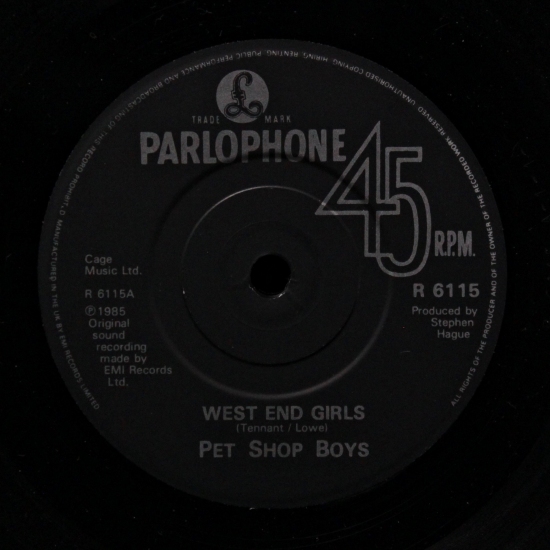 UNAUTHORISED COPYING, HIRING, RENTING, PUBLIC PERFORMANCE AND BROADCASTING OF THIS RECORD PROHIBITED. MANUFACTURED IN THE UK BY EMI RECORDS LIMITED
ALL RIGHTS OF THE PRODUCER AND OF THE OWNER OF THE RECORDED WORK RESERVED
£
TRADE MARK
PARLOPHONE
45
R.P.M.
Cage
Music Ltd.
R 6115A
℗1985
Original
sound
recording
made by
EMI Records
Ltd.
R 6115
Produced by
Stephen
Hague
WEST END GIRLS
(Tennant / Lowe)
PET SHOP BOYS